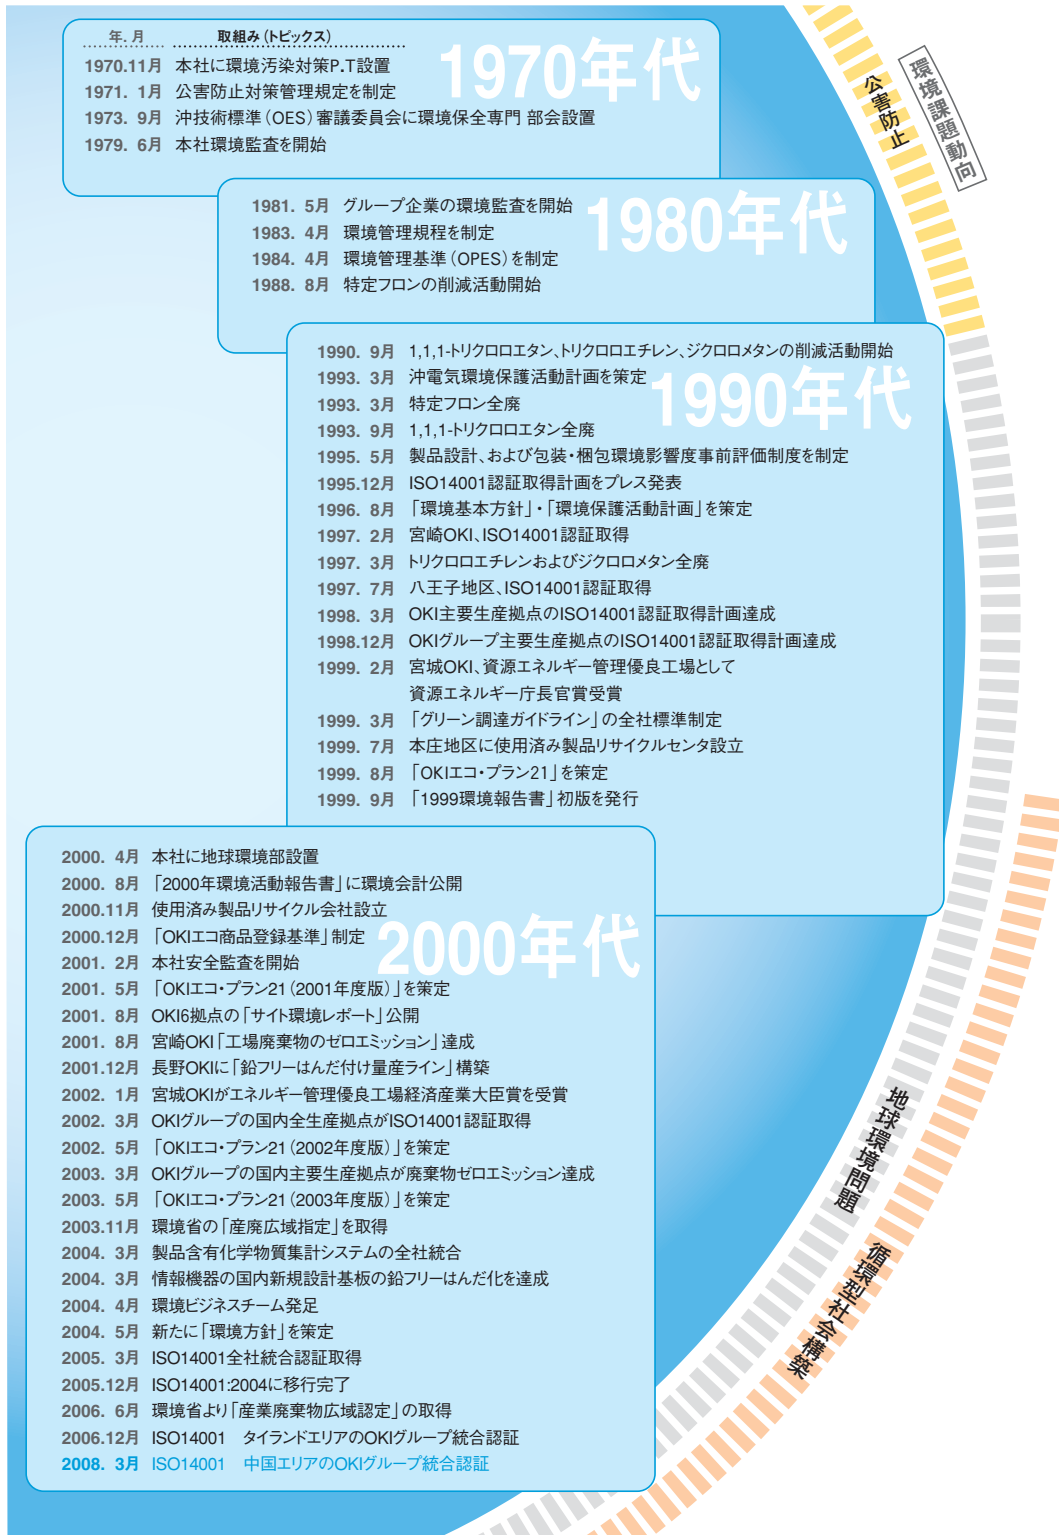 年. 月 取組み（トピックス）
1970年代
1970.11月 本社に環境汚染対策P.T設置
1971. 1月 公害防止対策管理規定を制定
1973. 9月 沖技術標準（OES）審議委員会に環境保全専門 部会設置
1979. 6月 本社環境監査を開始
1980年代
1981. 5月 グループ企業の環境監査を開始
1983. 4月 環境管理規程を制定
1984. 4月 環境管理基準（OPES）を制定
1988. 8月 特定フロンの削減活動開始
1990年代
1990. 9月 1,1,1-トリクロロエタン、トリクロロエチレン、ジクロロメタンの削減活動開始
1993. 3月 沖電気環境保護活動計画を策定
1993. 3月 特定フロン全廃
1993. 9月 1,1,1-トリクロロエタン全廃
1995. 5月 製品設計、および包装・梱包環境影響度事前評価制度を制定
1995.12月 ISO14001認証取得計画をプレス発表
1996. 8月 「環境基本方針」・「環境保護活動計画」を策定
1997. 2月 宮崎OKI、ISO14001認証取得
1997. 3月 トリクロロエチレンおよびジクロロメタン全廃
1997. 7月 八王子地区、ISO14001認証取得
1998. 3月 OKI主要生産拠点のISO14001認証取得計画達成
1998.12月 OKIグループ主要生産拠点のISO14001認証取得計画達成
1999. 2月 宮城OKI、資源エネルギー管理優良工場として
資源エネルギー庁長官賞受賞
1999. 3月 「グリーン調達ガイドライン」の全社標準制定
1999. 7月 本庄地区に使用済み製品リサイクルセンタ設立
1999. 8月 「OKIエコ・プラン21」を策定
1999. 9月 「1999環境報告書」初版を発行
2000年代
2000. 4月 本社に地球環境部設置
2000. 8月 「2000年環境活動報告書」に環境会計公開
2000.11月 使用済み製品リサイクル会社設立
2000.12月 「OKIエコ商品登録基準」制定
2001. 2月 本社安全監査を開始
2001. 5月 「OKIエコ・プラン21（2001年度版）」を策定
2001. 8月 OKI6拠点の「サイト環境レポート」公開
2001. 8月 宮崎OKI「工場廃棄物のゼロエミッション」達成
2001.12月 長野OKIに「鉛フリーはんだ付け量産ライン」構築
2002. 1月 宮城OKIがエネルギー管理優良工場経済産業大臣賞を受賞
2002. 3月 OKIグループの国内全生産拠点がISO14001認証取得
2002. 5月 「OKIエコ・プラン21（2002年度版）」を策定
2003. 3月 OKIグループの国内主要生産拠点が廃棄物ゼロエミッション達成
2003. 5月 「OKIエコ・プラン21（2003年度版）」を策定
2003.11月 環境省の「産廃広域指定」を取得
2004. 3月 製品含有化学物質集計システムの全社統合
2004. 3月 情報機器の国内新規設計基板の鉛フリーはんだ化を達成
2004. 4月 環境ビジネスチーム発足
2004. 5月 新たに「環境方針」を策定
2005. 3月 ISO14001全社統合認証取得
2005.12月 ISO14001:2004に移行完了
2006. 6月 環境省より「産業廃棄物広域認定」の取得
2006.12月 ISO14001　タイランドエリアのOKIグループ統合認証
2008. 3月 ISO14001　中国エリアのOKIグループ統合認証
環境課題動向
公害防止
地球環境問題
循環型社会構築